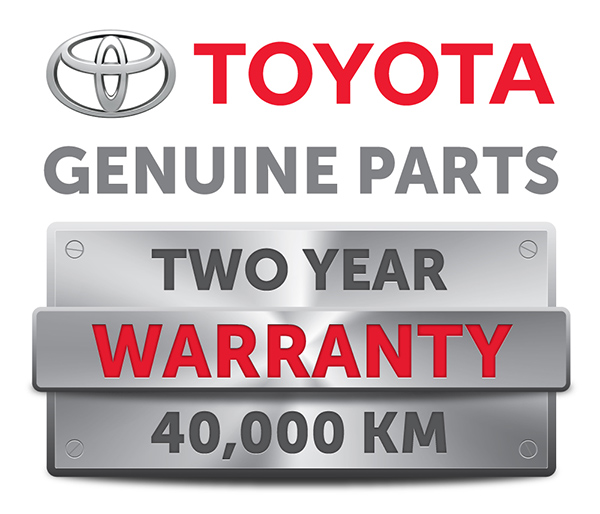 TOYOTA
GENUINE PARTS
TWO YEAR
WARRANTY
40,000 KM